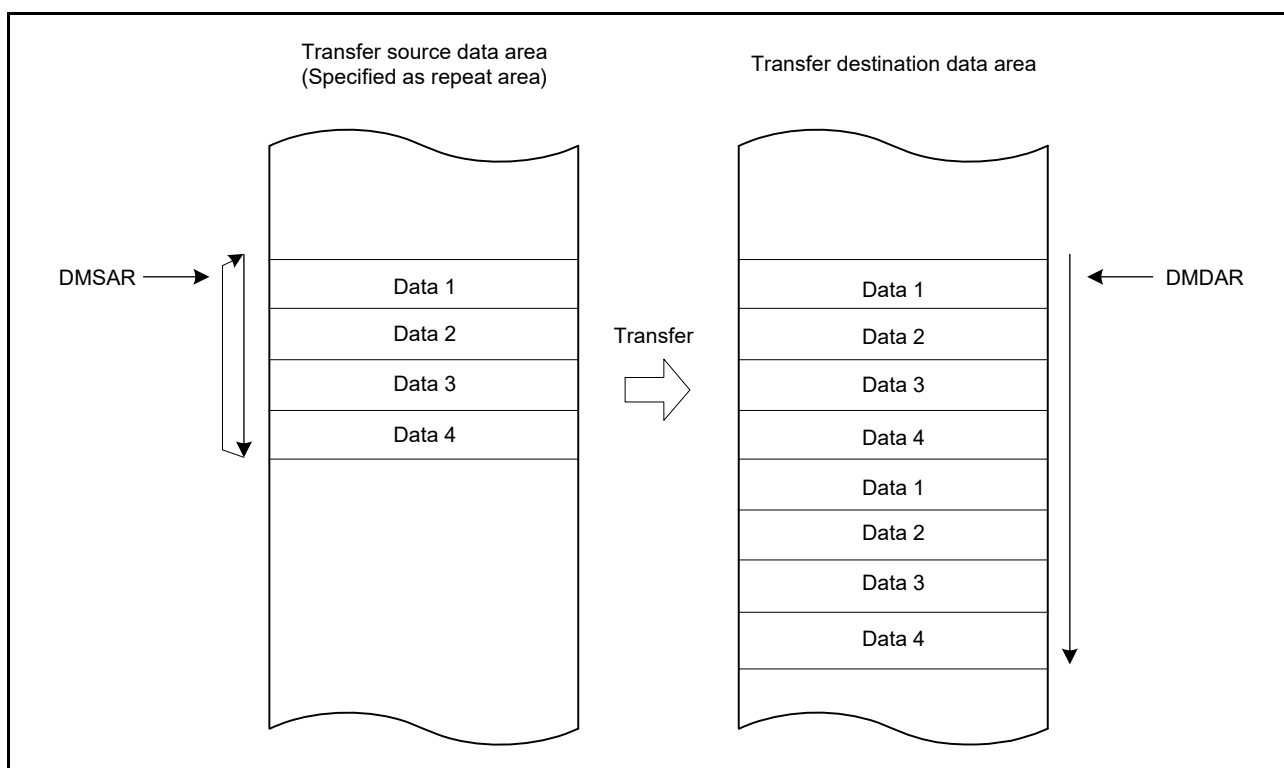 Transfer source data area
(Specified as repeat area)
Transfer destination data area
DMSAR
Data 1
Data 2
Data 3
Data 4
Transfer
Data 1
Data 2
Data 3
Data 4
Data 1
Data 2
Data 3
Data 4
DMDAR